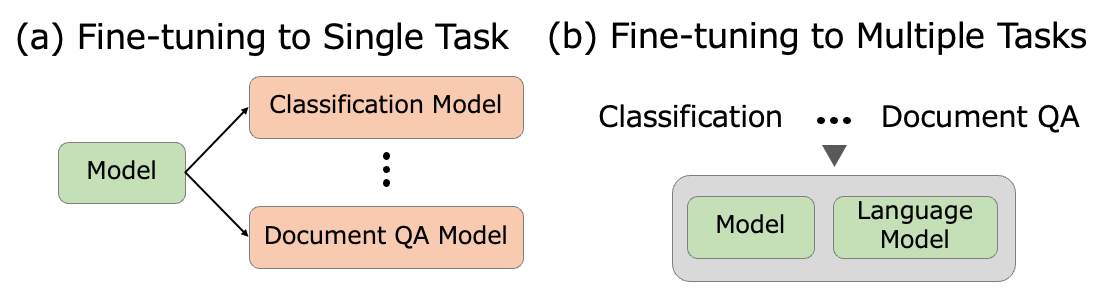 (a) Fine-tuning to Single Task
Classification Model
Model
Document QA Model
(b) Fine-tuning to Multiple Tasks
Classification ••• Document QA
Model
Language
Model